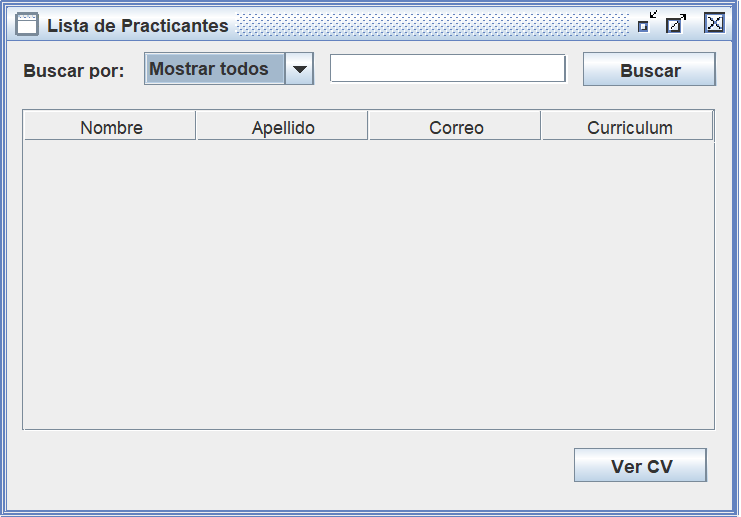 Lista de Practicantes
Buscar por: Mostrar todos Buscar
Nombre Apellido Correo Curriculum
Ver CV